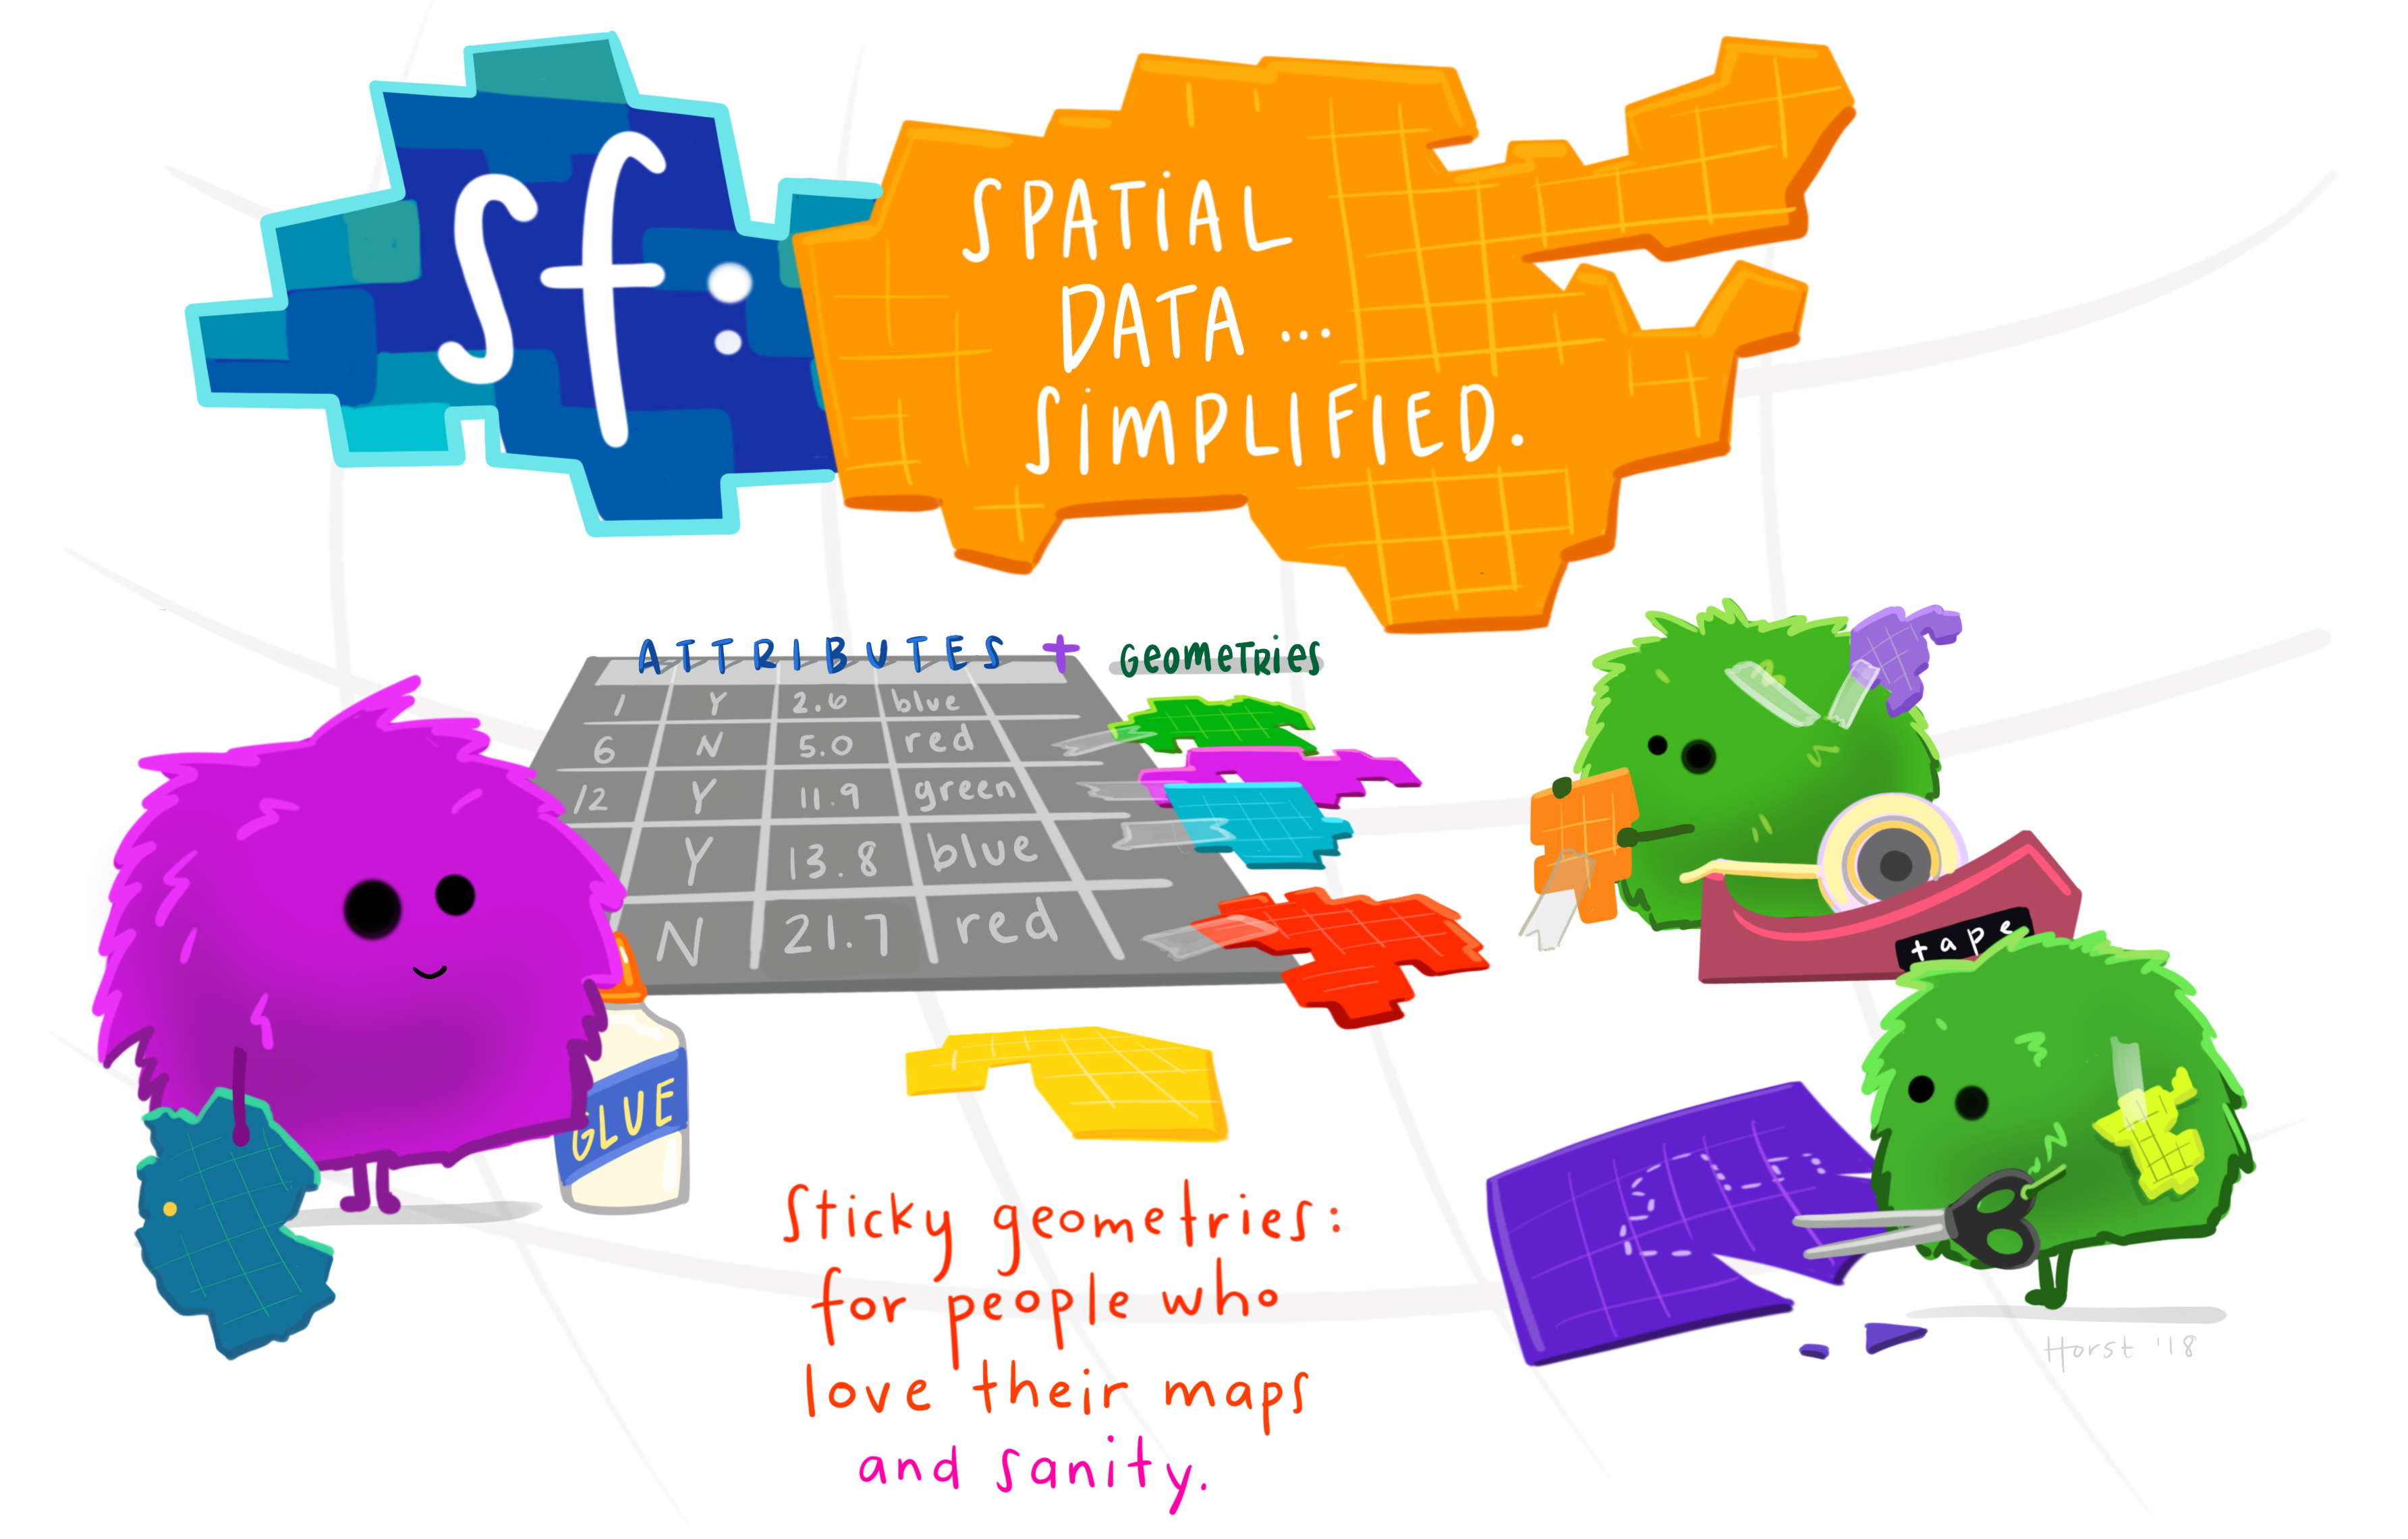 sf:
SPATIAL
DATA...
SIMPLIFIED.
ATTRIBUTES + GEOMETRIES
1 Y 2.6 blue
6 N 5.0 red
12 Y 11.9 green
Y 13.8 blue
N 21.7 red
tape
GLUE
Sticky geometries:
for people who
love their maps
and sanity.
Horst '18